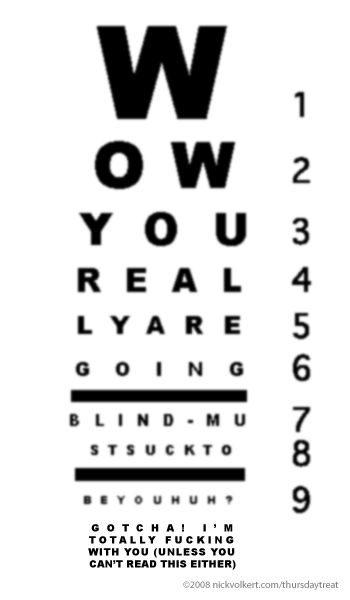 W 1
O W 2
Y O U 3
R E A L 4
L Y A R E 5
G O I N G 6
B L I N D - M U 7
S T S U C K T O 8
B E Y O U H U H ? 9
GOTCHA! I'M
TOTALLY FUCKING
WITH YOU (UNLESS YOU
CAN'T READ THIS EITHER)
©2008 nickvolkert.com/thursdaytreat